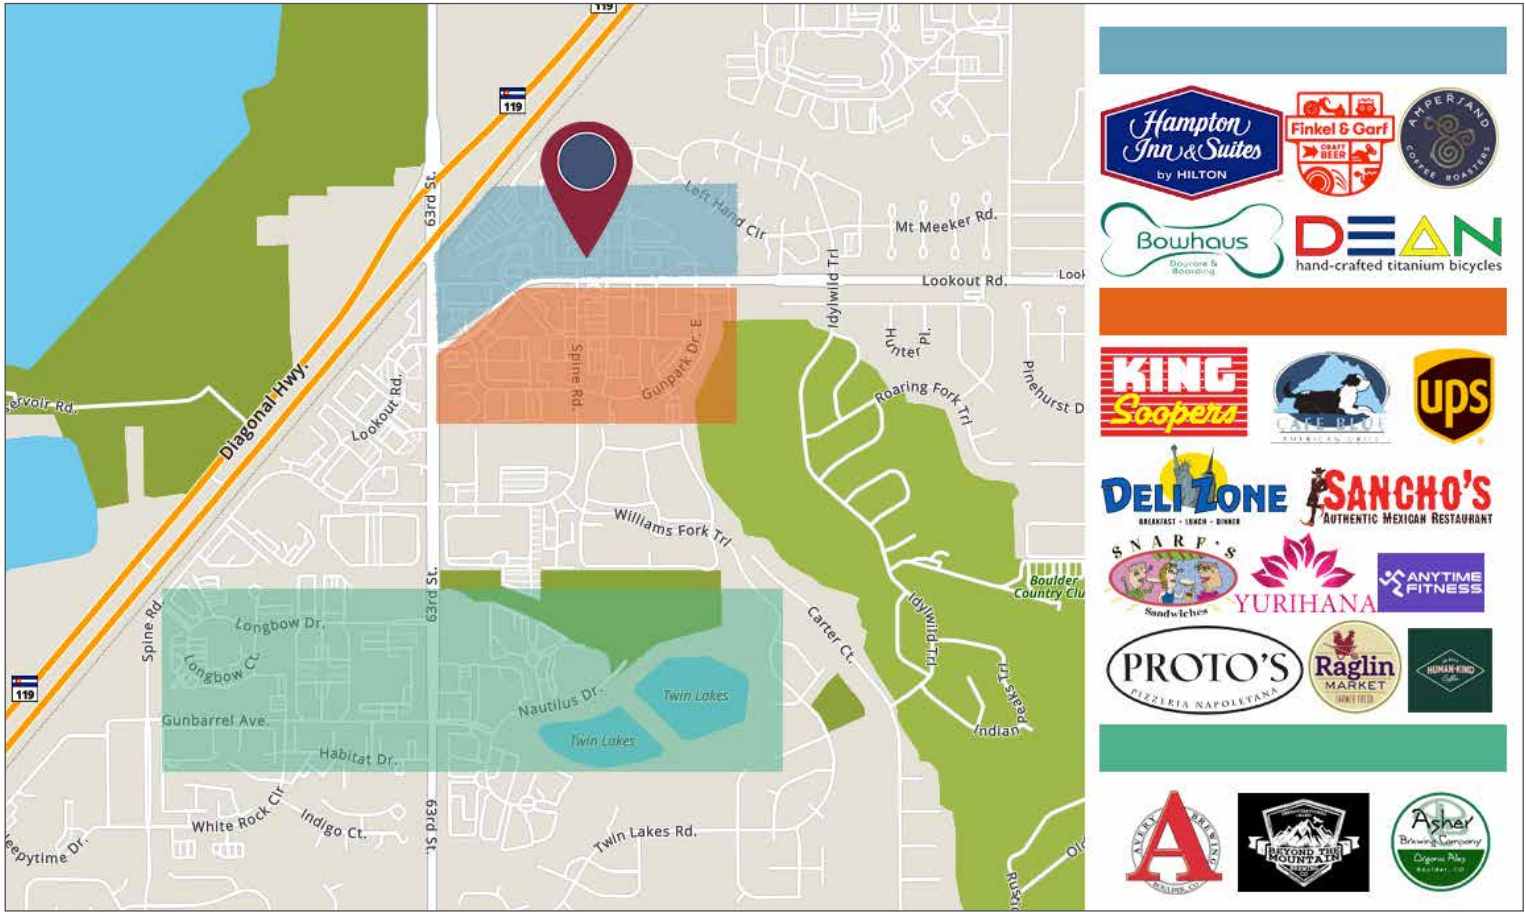 119
119
63rd St.
Left Hand Cir
Mt Meeker Rd.
Idylwild Trl
Lookout Rd.
Hunter Pl.
Spine Rd.
Gunpark Dr. E
Roaring Fork Trl
Pinehurst D
Diagonal Hwy.
Lookout Rd.
Williams Fork Trl
63rd St.
Boulder
Country Clu
Spine Rd.
Longbow Dr.
Longbow Ct.
Carter Ct.
Idylwild Trl
119
Gunbarrel Ave.
Nautilus Dr.
Twin Lakes
Twin Lakes
Peaks Trl
Indian
Habitat Dr.
White Rock Cir
Indigo Ct.
63rd St.
Twin Lakes Rd.
eepytime Dr.
Hampton
Inn & Suites
by HILTON
Finkel & Garf
CRAFT
BEER
AMPERSAND
COFFEE ROASTERS
Bowhaus
Daycare &
Boarding
DEAN
hand-crafted titanium bicycles
KING
Soopers
CAFE BLUE
AMERICAN GRILL
ups
DELI ZONE
BREAKFAST • LUNCH • DINNER
SANCHO'S
AUTHENTIC MEXICAN RESTAURANT
SNARF'S
Sandwiches
YURIHANA
ANYTIME
FITNESS
PROTO'S
PIZZERIA NAPOLETANA
Raglin
MARKET
FARMER FRESH
HUMAN-KIND
Coffee
AVERY BREWING
A
BOULDER, CO
BEYOND THE
MOUNTAIN
BREWING
CO
Asher
Brewing Company
Organic Ales
Boulder, CO